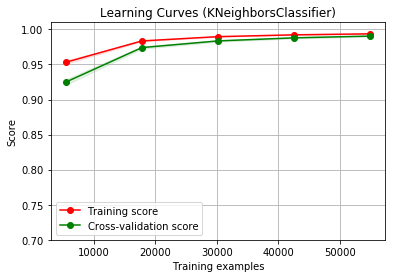 Learning Curves (KNeighborsClassifier)
1.00
0.95
0.90
0.85
0.80
0.75
0.70
Score
Training score
Cross-validation score
10000 20000 30000 40000 50000
Training examples